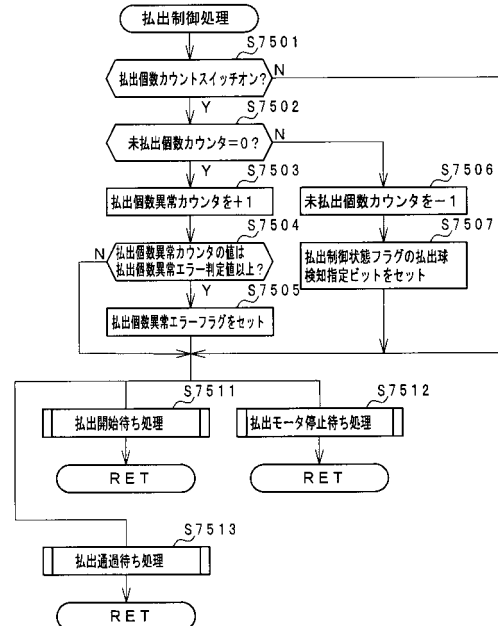 払出制御処理
S7501
払出個数カウントスイッチオン?
N
Y
S7502
未払出個数カウンタ=0?
N
Y
S7503
払出個数異常カウンタを+1
S7506
未払出個数カウンタを-1
S7504
N
払出個数異常カウンタの値は
払出個数異常エラー判定値以上?
Y
S7507
払出制御状態フラグの払出球
検知指定ビットをセット
S7505
払出個数異常エラーフラグをセット
S7511
払出開始待ち処理
RET
S7512
払出モータ停止待ち処理
RET
S7513
払出通過待ち処理
RET